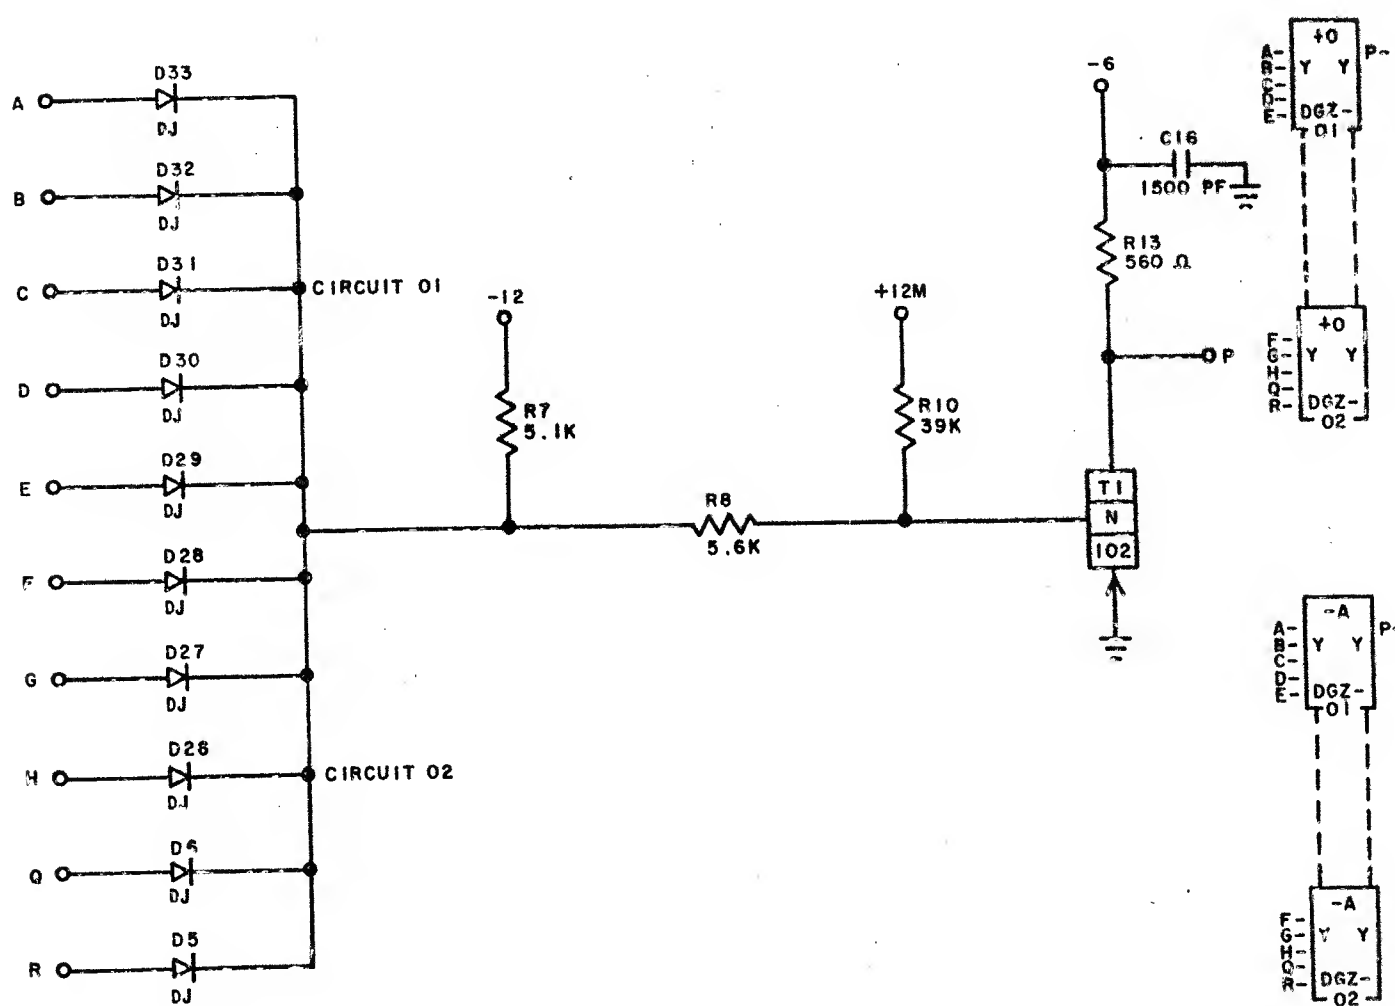 A
D33
DJ
B
D32
DJ
C
D31
DJ
CIRCUIT 01
D
D30
DJ
E
D29
DJ
F
D28
DJ
G
D27
DJ
H
D26
DJ
CIRCUIT 02
Q
D6
DJ
R
D5
DJ
-12
R7
5.1K
R8
5.6K
+12M
R10
39K
-6
C16
1500 PF
R13
560 Ω
P
T1
N
102
+O
A-
B-
C-
D-
E-
Y Y
P-
DGZ-
01
+O
F-
G-
H-
Q-
R-
Y Y
DGZ-
02
-A
A-
B-
C-
D-
E-
Y Y
P-
DGZ-
01
-A
F-
G-
H-
Q-
R-
Y Y
DGZ-
02